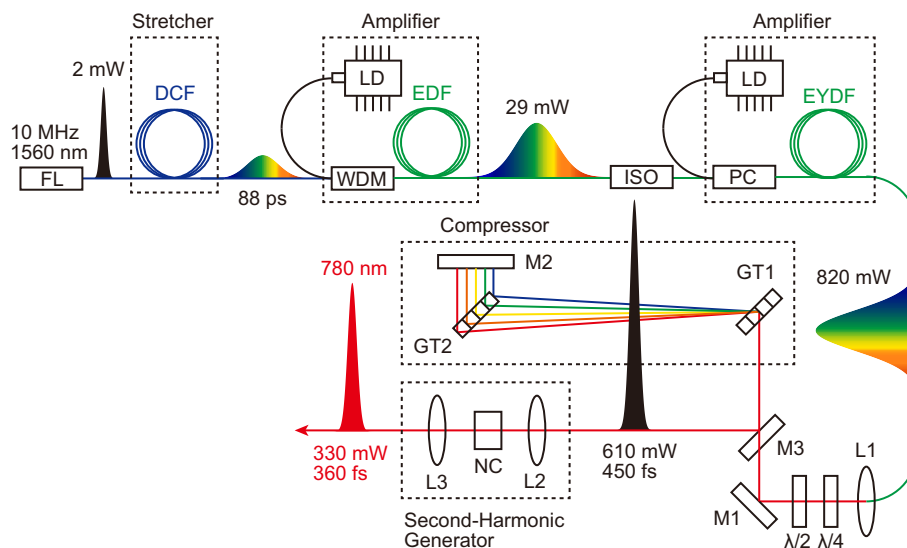 Stretcher
Amplifier
Amplifier
2 mW
DCF
LD
EDF
29 mW
LD
EYDF
10 MHz
1560 nm
FL
88 ps
WDM
ISO
PC
Compressor
M2
GT1
GT2
820 mW
780 nm
330 mW
360 fs
L3
NC
L2
610 mW
450 fs
M3
L1
M1
λ/2
λ/4
Second-Harmonic
Generator